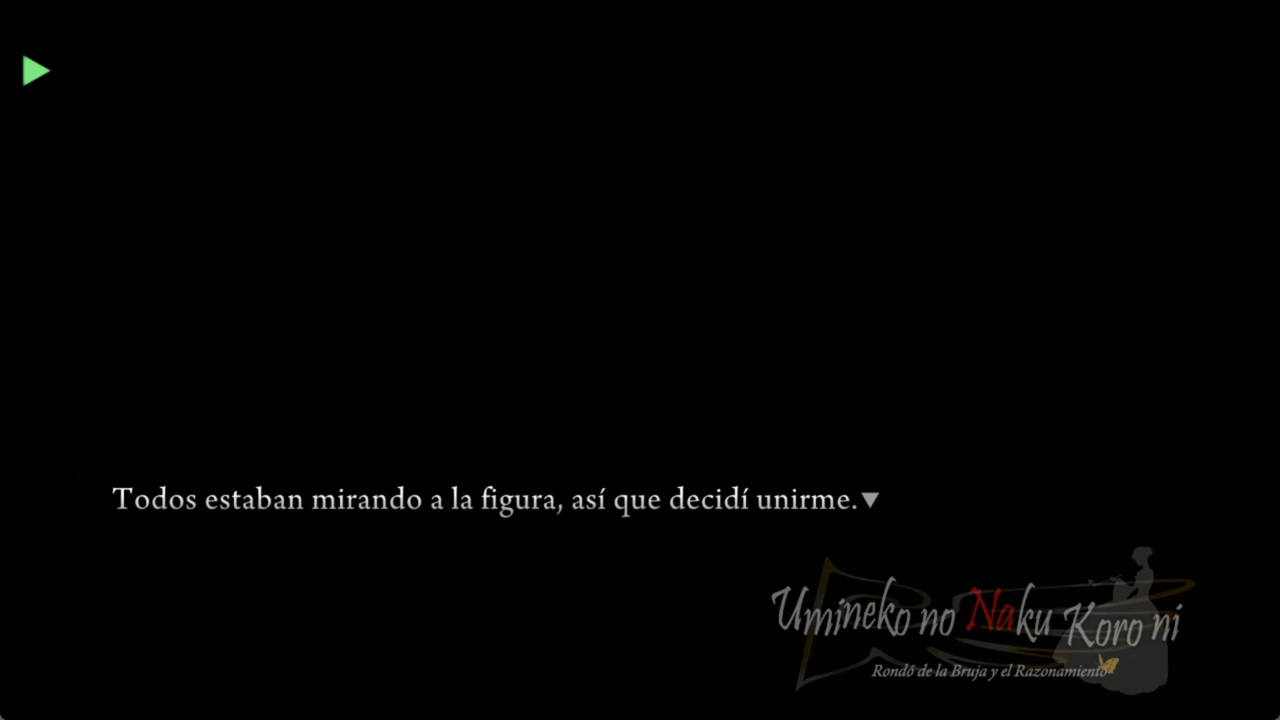 Todos estaban mirando a la figura, así que decidí unirme.
Umineko no Naku Koro ni
Rondó de la Bruja y el Razonamiento